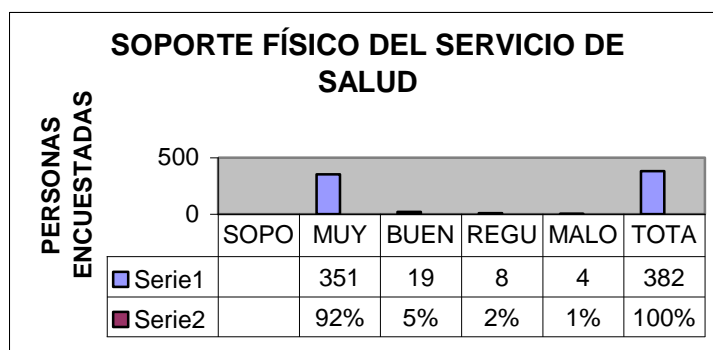 SOPORTE FÍSICO DEL SERVICIO DE
SALUD
PERSONAS
ENCUESTADAS
500
0
SOPO MUY BUEN REGU MALO TOTA
Serie1 351 19 8 4 382
Serie2 92% 5% 2% 1% 100%